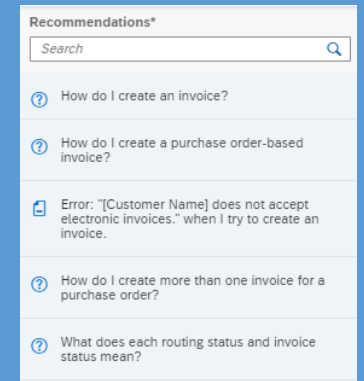 Recommendations*
Search
How do I create an invoice?
How do I create a purchase order-based
invoice?
Error: "[Customer Name] does not accept
electronic invoices." when I try to create an
invoice.
How do I create more than one invoice for a
purchase order?
What does each routing status and invoice
status mean?